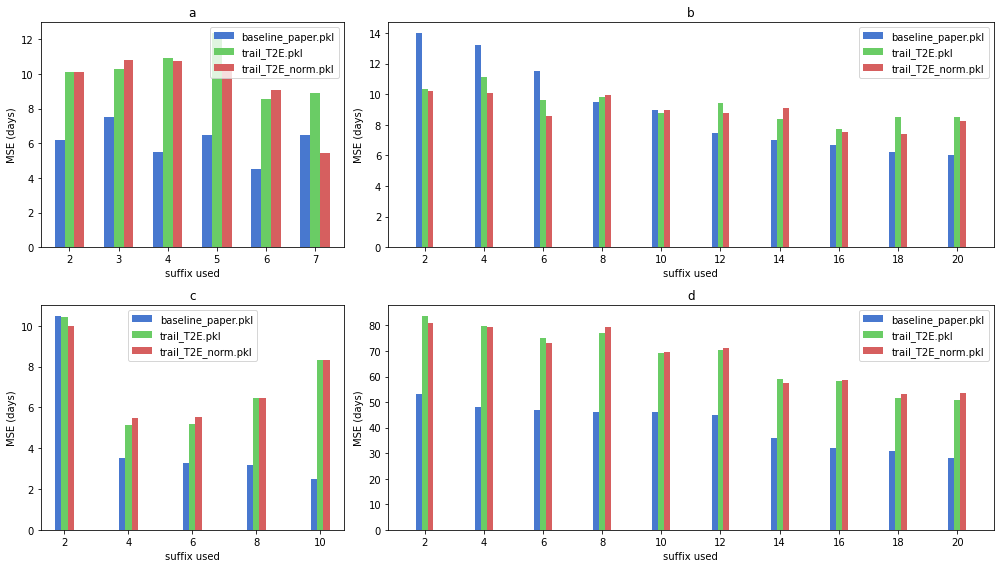 a
MSE (days)
12
10
8
6
4
2
0
baseline_paper.pkl
trail_T2E.pkl
trail_T2E_norm.pkl
2 3 4 5 6 7
suffix used
b
MSE (days)
14
12
10
8
6
4
2
0
baseline_paper.pkl
trail_T2E.pkl
trail_T2E_norm.pkl
2 4 6 8 10 12 14 16 18 20
suffix used
c
MSE (days)
10
8
6
4
2
0
baseline_paper.pkl
trail_T2E.pkl
trail_T2E_norm.pkl
2 4 6 8 10
suffix used
d
MSE (days)
80
70
60
50
40
30
20
10
0
baseline_paper.pkl
trail_T2E.pkl
trail_T2E_norm.pkl
2 4 6 8 10 12 14 16 18 20
suffix used